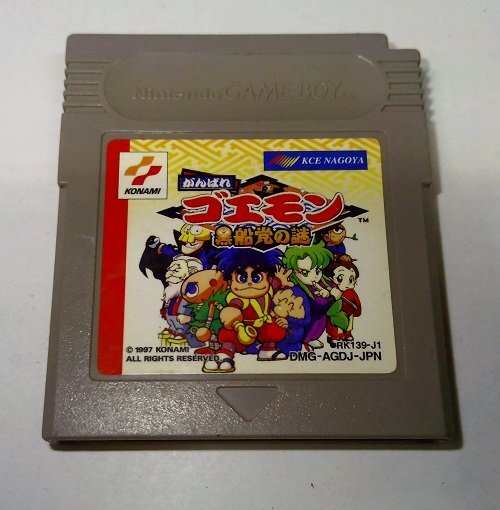 Nintendo GAME BOY
KONAMI
KCE NAGOYA
がんばれ
ゴエモン
TM
黒船党の謎
© 1997 KONAMI
ALL RIGHTS RESERVED.
RK139-J1
DMG-AGDJ-JPN